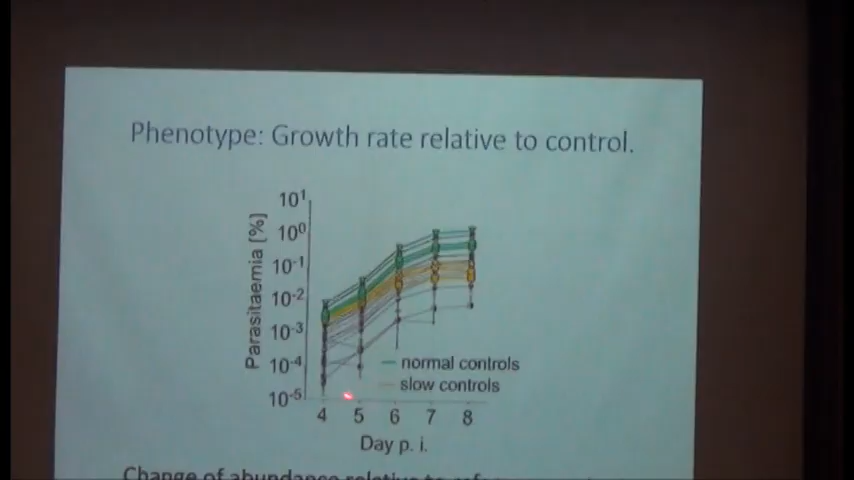 Phenotype: Growth rate relative to control.
10¹
10⁰
10⁻¹
10⁻²
10⁻³
10⁻⁴
10⁻⁵
Parasitaemia [%]
normal controls
slow controls
4 5 6 7 8
Day p. i.
Change of abundance relative to